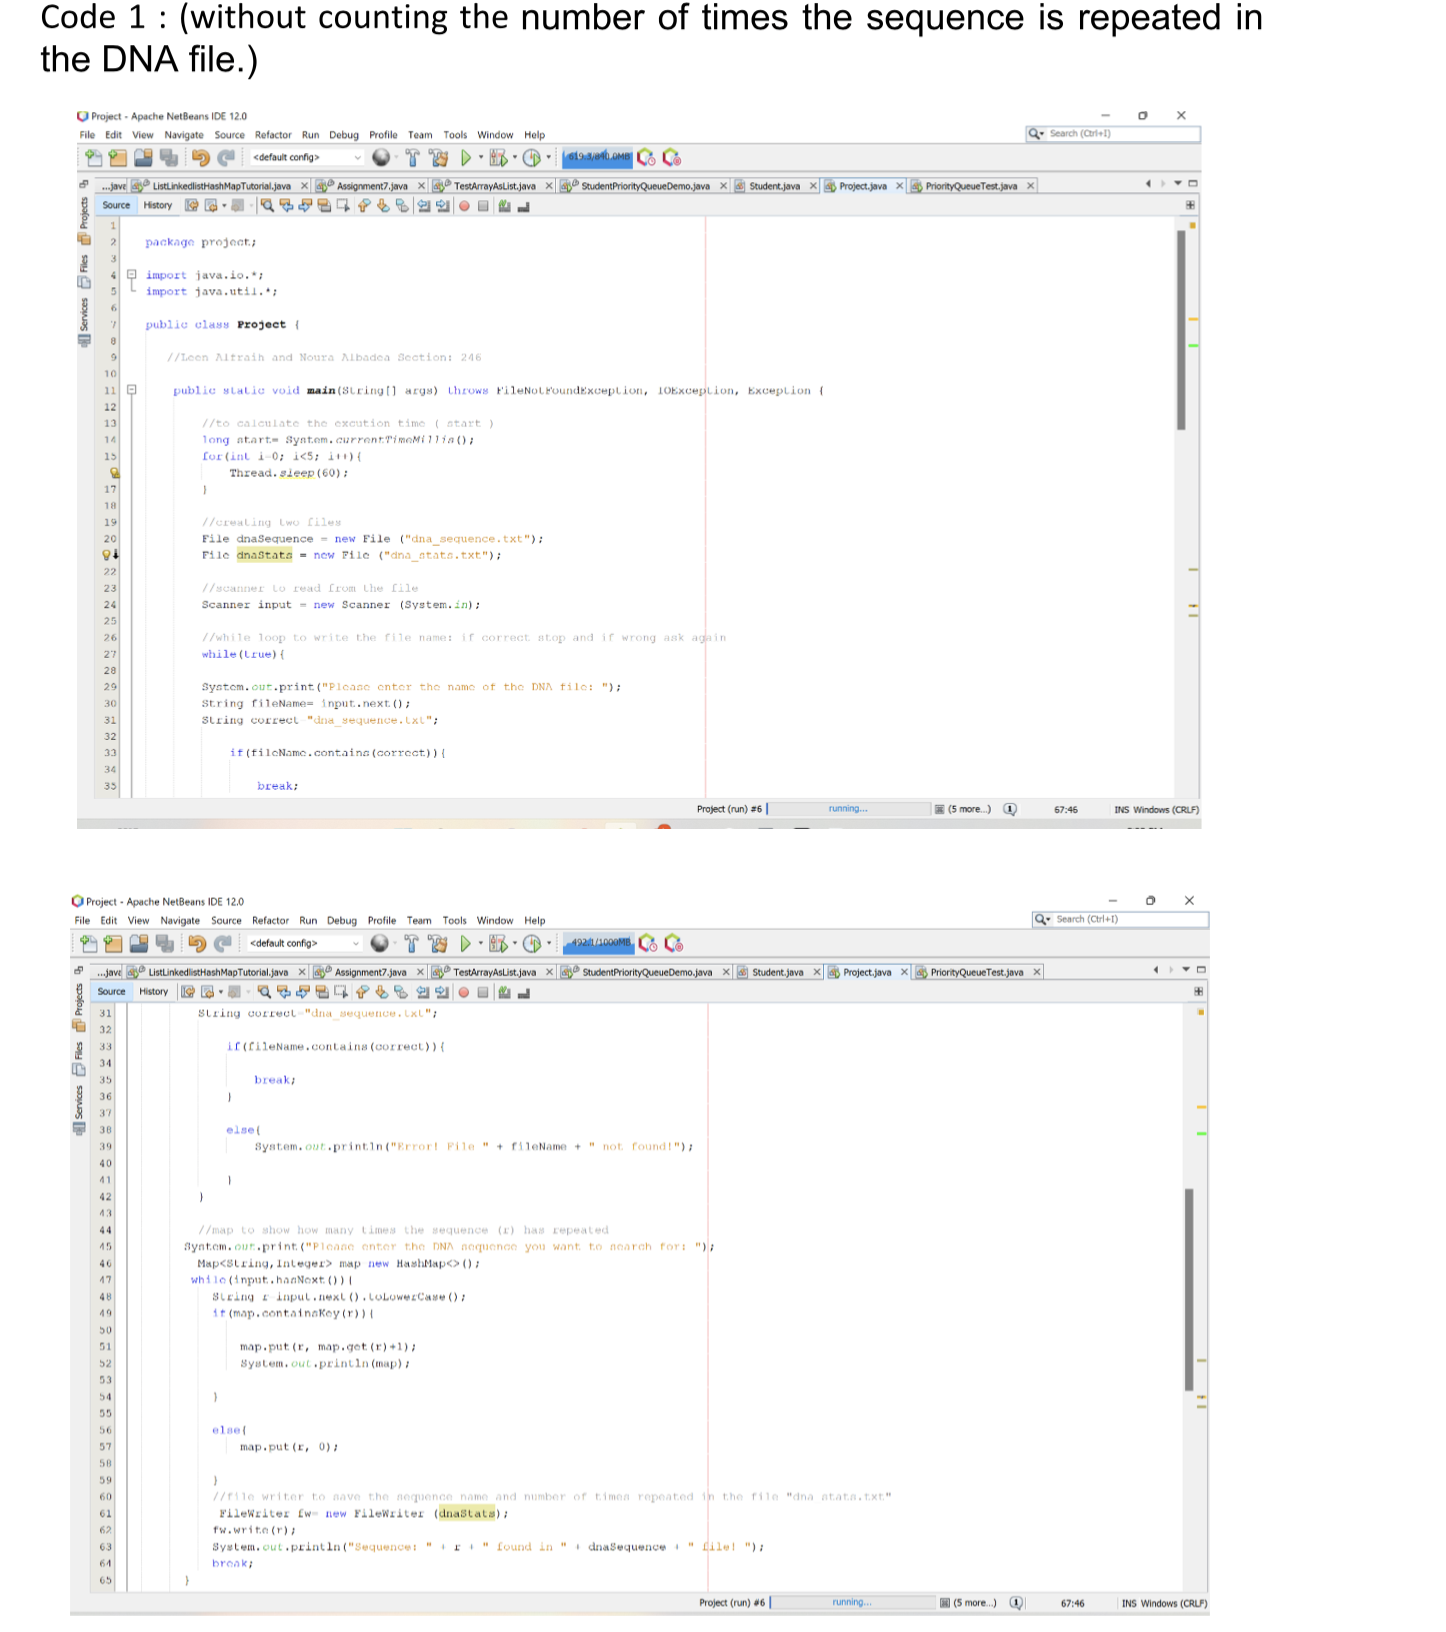 Code 1 : (without counting the number of times the sequence is repeated in
the DNA file.)
Project - Apache NetBeans IDE 12.0
File Edit View Navigate Source Refactor Run Debug Profile Team Tools Window Help
Search (Ctrl+I)
<default config>
...java ListLinkedlistHashMapTutorial.java Assignment7.java TestArrayAsList.java StudentPriorityQueueDemo.java Student.java Project.java PriorityQueueTest.java
Source History
Projects
Files
Services
1
2 package project;
3
4 import java.io.*;
5 import java.util.*;
6
7 public class Project {
8
9 //Leen Alfraih and Noura Albadea Section: 246
10
11 public static void main(String[] args) throws FileNotFoundException, IOException, Exception {
12
13 //to calculate the excution time ( start )
14 long start= System.currentTimeMillis();
15 for(int i=0; i<5; i++){
Thread.sleep(60);
17 }
18
19 //creating two files
20 File dnaSequence = new File ("dna_sequence.txt");
File dnaStats = new File ("dna_stats.txt");
22
23 //scanner to read from the file
24 Scanner input = new Scanner (System.in);
25
26 //while loop to write the file name: if correct stop and if wrong ask again
27 while(true){
28
29 System.out.print("Please enter the name of the DNA file: ");
30 String fileName= input.next();
31 String correct="dna_sequence.txt";
32
33 if(fileName.contains(correct)){
34
35 break;
Project (run) #6 running... (5 more...) 67:46 INS Windows (CRLF)
Project - Apache NetBeans IDE 12.0
File Edit View Navigate Source Refactor Run Debug Profile Team Tools Window Help
Search (Ctrl+I)
<default config>
...java ListLinkedlistHashMapTutorial.java Assignment7.java TestArrayAsList.java StudentPriorityQueueDemo.java Student.java Project.java PriorityQueueTest.java
Source History
Projects
Files
Services
31 String correct="dna_sequence.txt";
32
33 if(fileName.contains(correct)){
34
35 break;
36 }
37
38 else{
39 System.out.println("Error! File " + fileName + " not found!");
40
41 }
42 }
43
44 //map to show how many times the sequence (r) has repeated
45 System.out.print("Please enter the DNA sequence you want to search for: ");
46 Map<String,Integer> map new HashMap<>();
47 while(input.hasNext()){
48 String r=input.next().toLowerCase();
49 if(map.containsKey(r)){
50
51 map.put(r, map.get(r)+1);
52 System.out.println(map);
53
54 }
55
56 else{
57 map.put(r, 0);
58
59 }
60 //file writer to save the sequence name and number of times repeated in the file "dna stats.txt"
61 FileWriter fw= new FileWriter (dnaStats);
62 fw.write(r);
63 System.out.println("Sequence: " + r + " found in " + dnaSequence + " file! ");
64 break;
65 }
Project (run) #6 running... (5 more...) 67:46 INS Windows (CRLF)